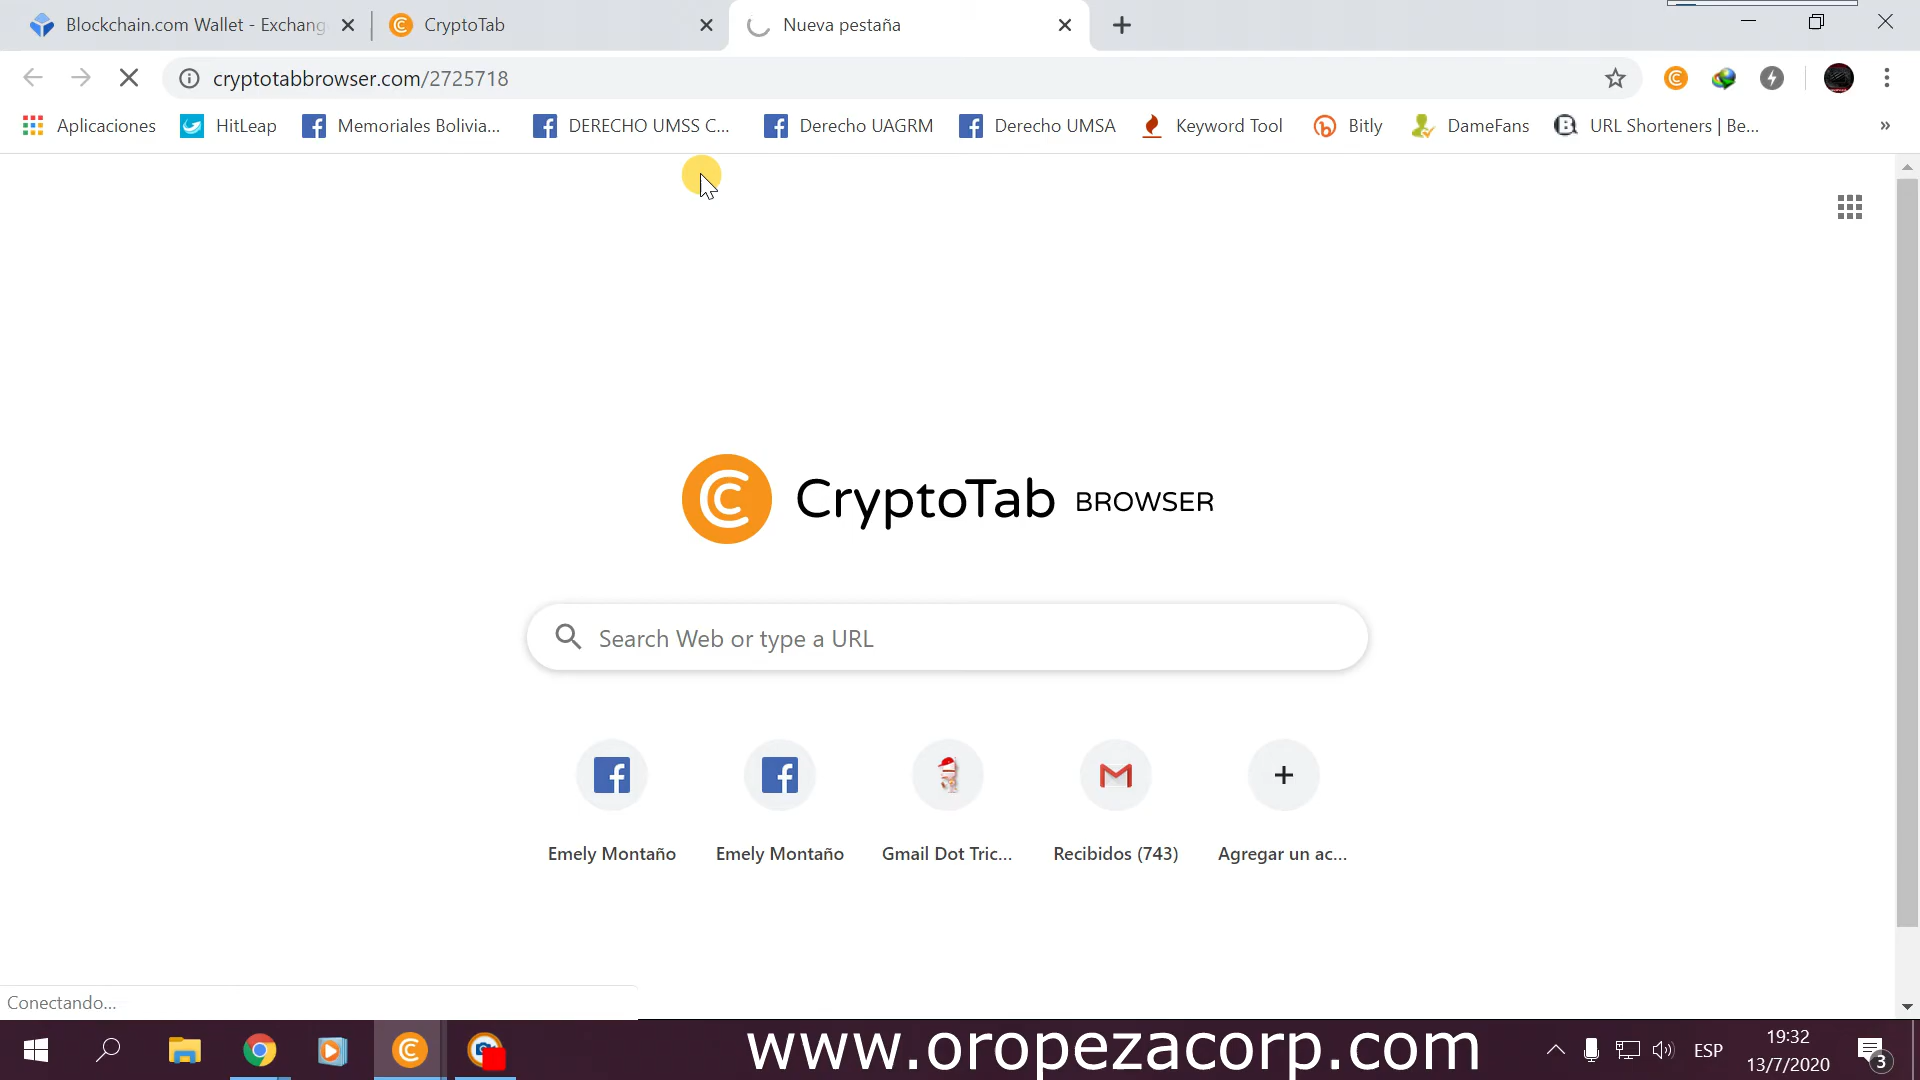 Blockchain.com Wallet - Exchang
CryptoTab
Nueva pestaña
cryptotabbrowser.com/2725718
Aplicaciones
HitLeap
Memoriales Bolivia...
DERECHO UMSS C...
Derecho UAGRM
Derecho UMSA
Keyword Tool
Bitly
DameFans
URL Shorteners | Be...
»
CryptoTab BROWSER
Search Web or type a URL
Emely Montaño
Emely Montaño
Gmail Dot Tric...
Recibidos (743)
Agregar un ac...
Conectando...
www.oropezacorp.com
ESP
19:32
13/7/2020
3